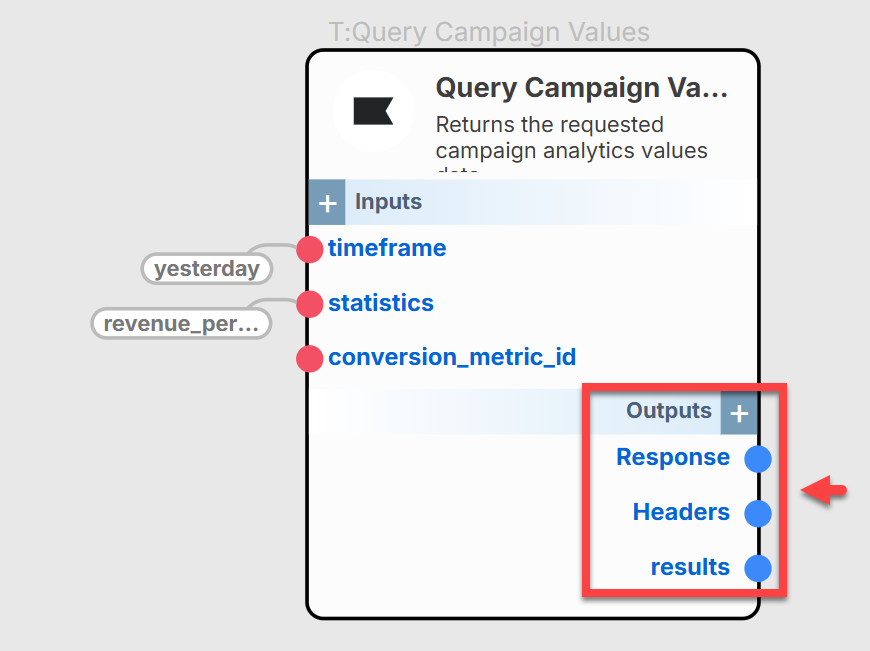 T:Query Campaign Values
Query Campaign Va...
Returns the requested
campaign analytics values
+ Inputs
timeframe
yesterday
statistics
revenue_per...
conversion_metric_id
Outputs +
Response
Headers
results